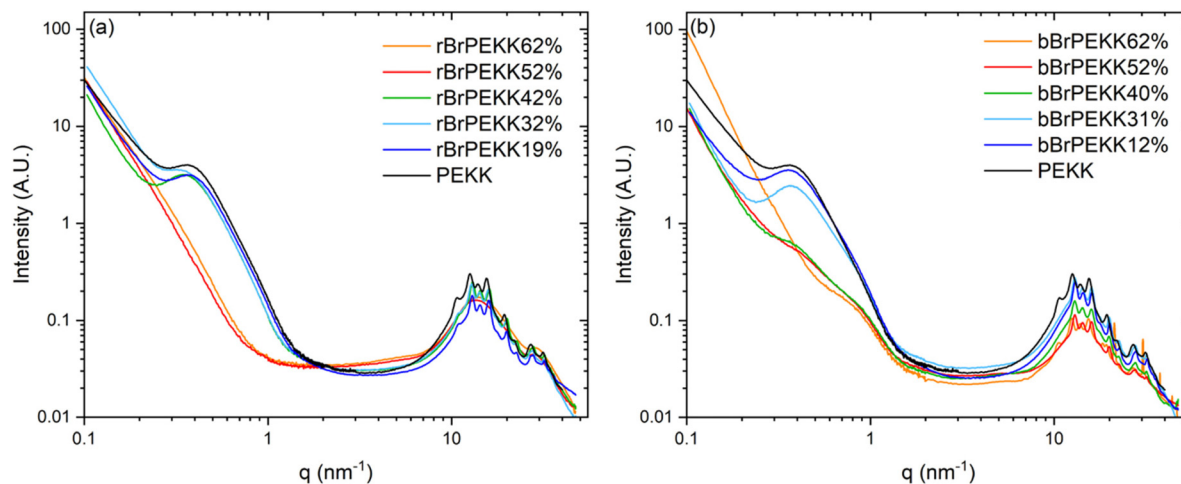 (a)
rBrPEKK62%
rBrPEKK52%
rBrPEKK42%
rBrPEKK32%
rBrPEKK19%
PEKK
Intensity (A.U.)
100
10
1
0.1
0.01
0.1
1
10
q (nm⁻¹)
(b)
bBrPEKK62%
bBrPEKK52%
bBrPEKK40%
bBrPEKK31%
bBrPEKK12%
PEKK
Intensity (A.U.)
100
10
1
0.1
0.01
0.1
1
10
q (nm⁻¹)